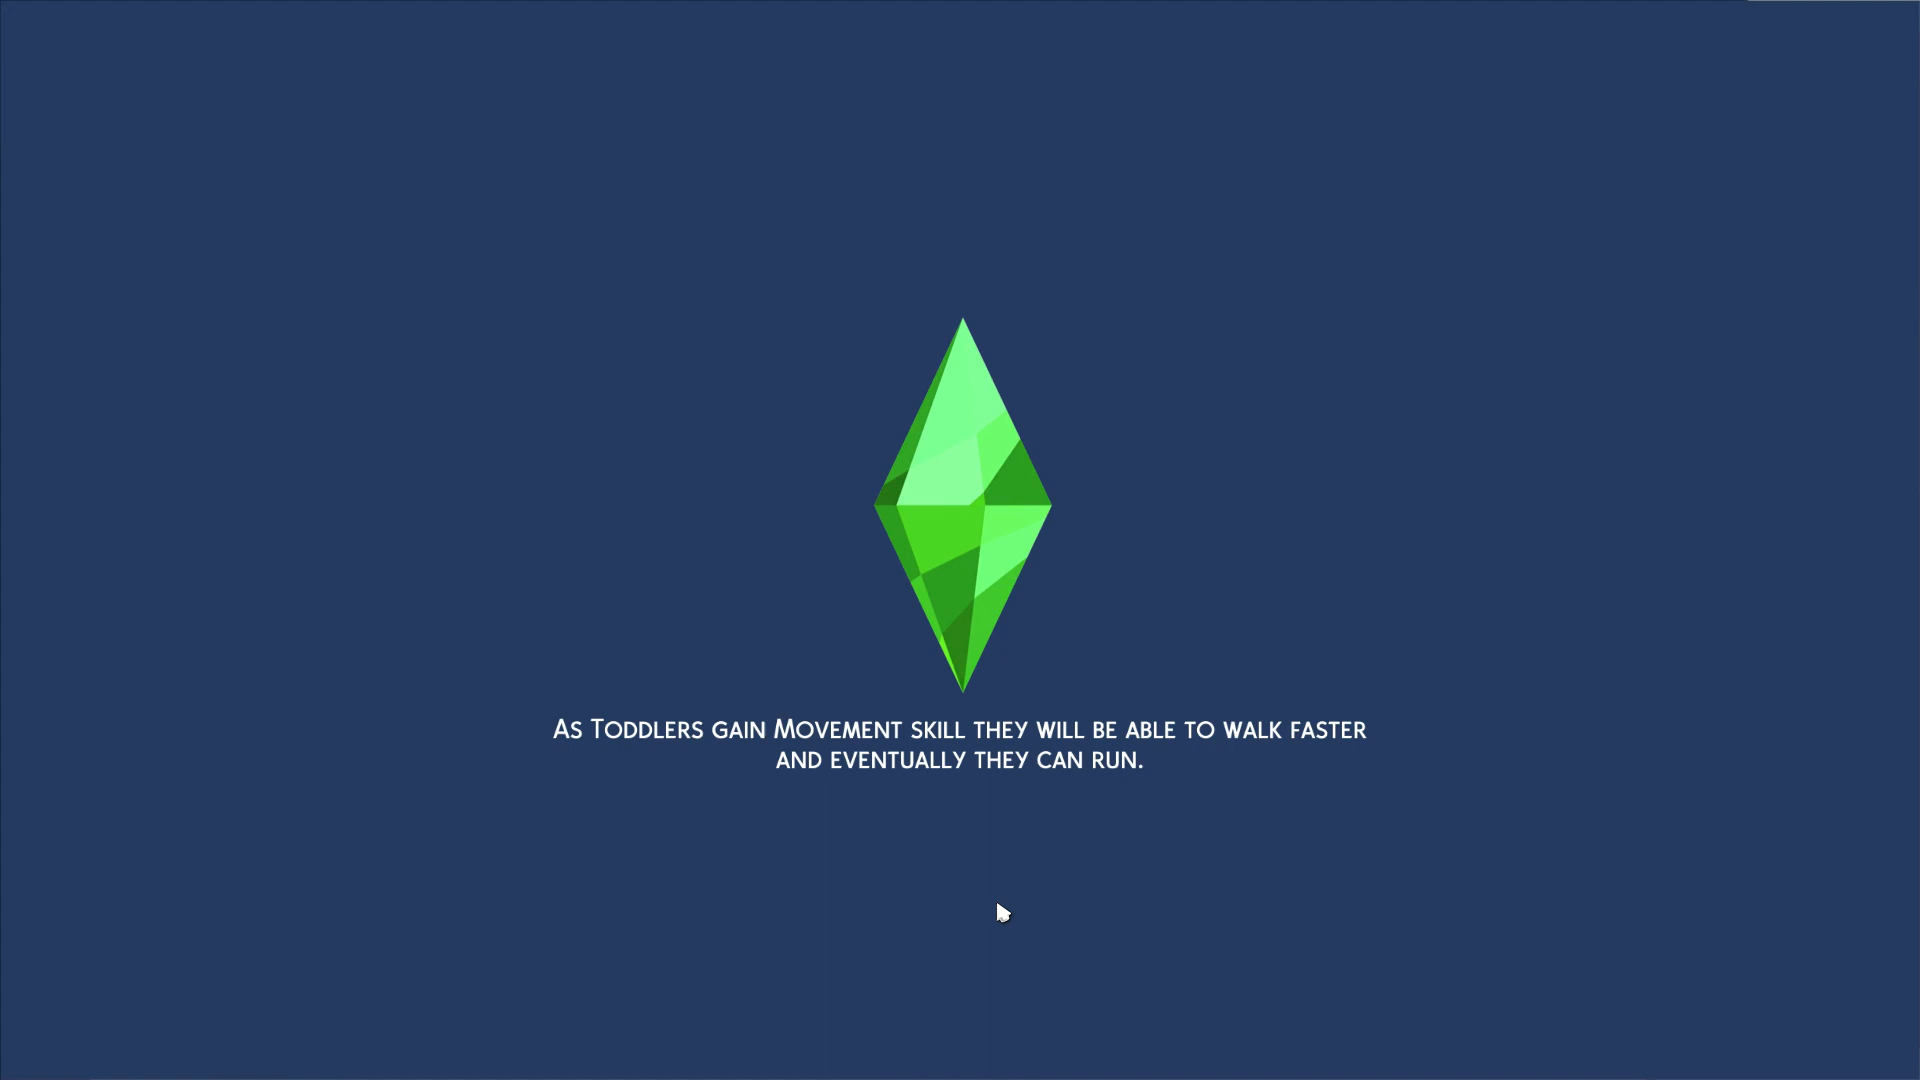 As Toddlers gain Movement skill they will be able to walk faster
and eventually they can run.